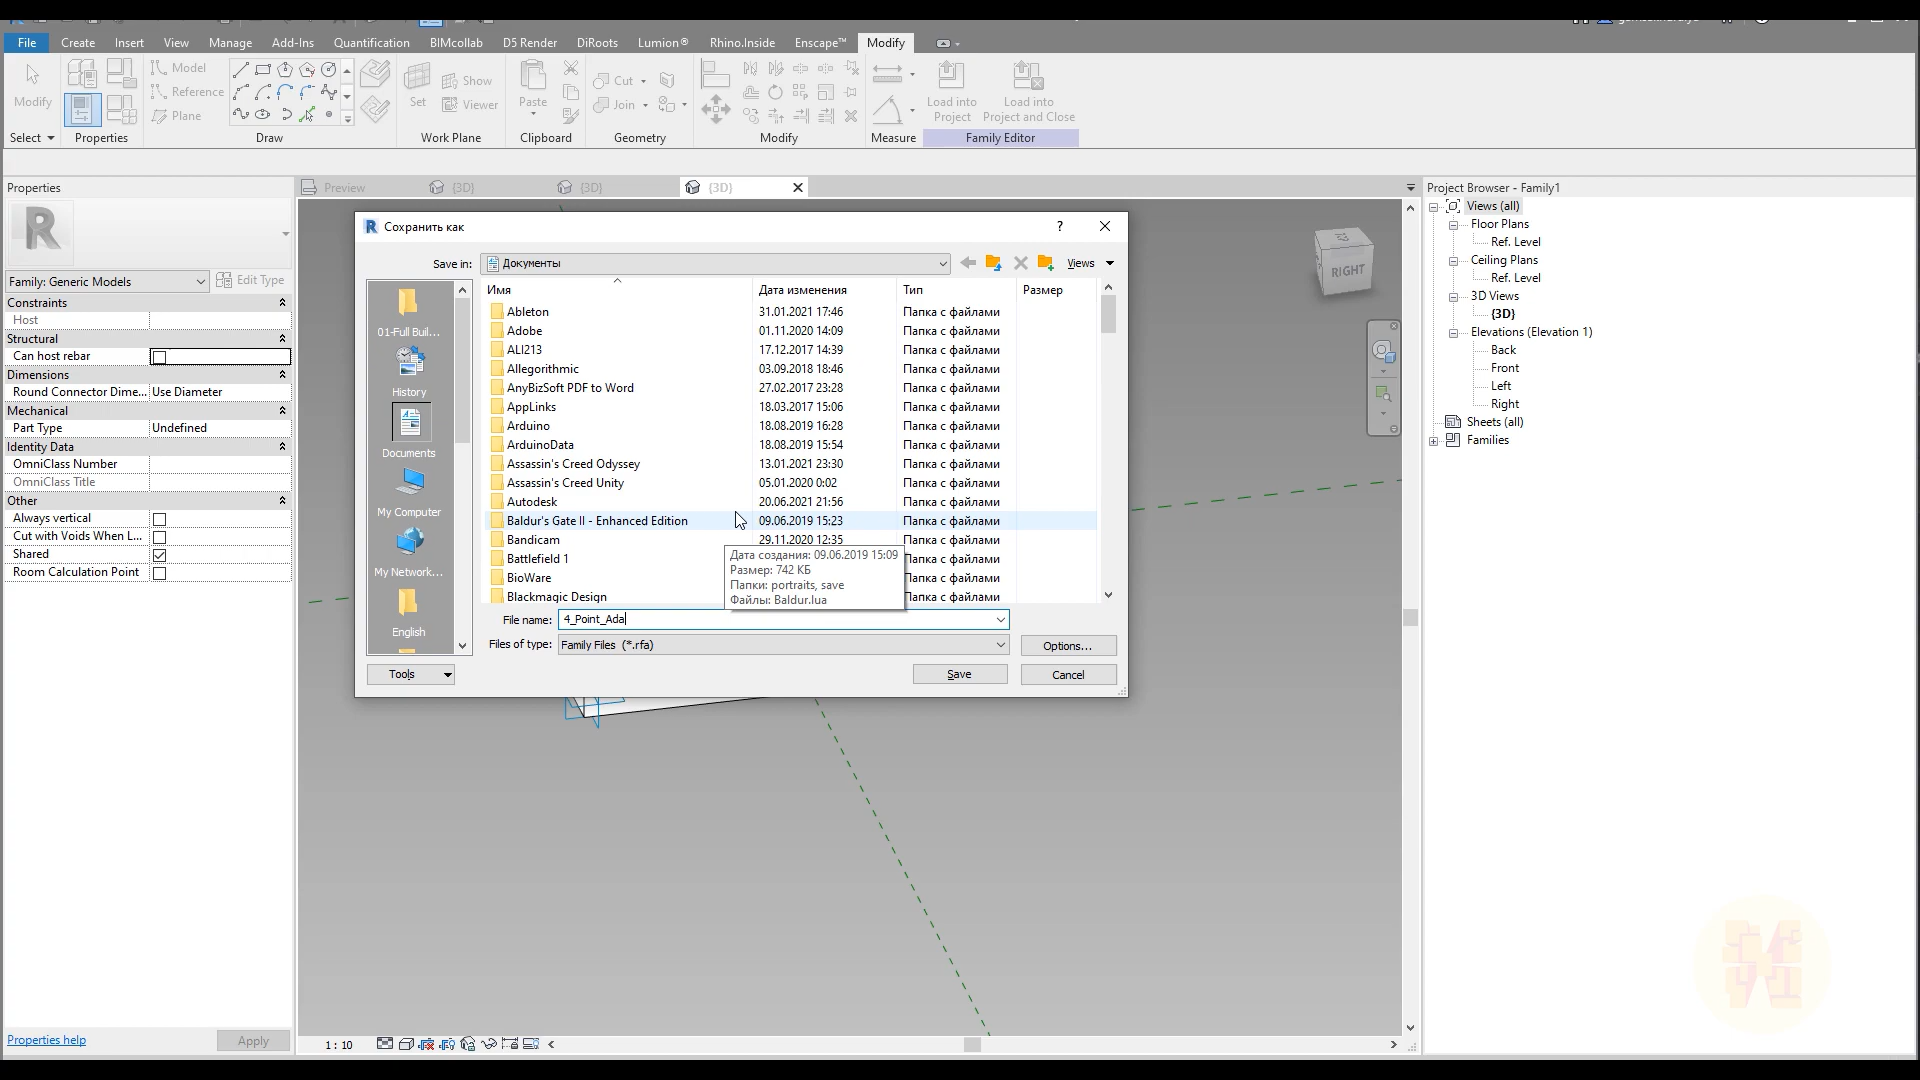 File Create Insert View Manage Add-Ins Quantification BIMcollab D5 Render DiRoots Lumion® Rhino.Inside Enscape™ Modify
Modify
Model
Reference
Plane
Set
Show
Viewer
Paste
Cut
Join
Load into Project
Load into Project and Close
Select Properties Draw Work Plane Clipboard Geometry Modify Measure Family Editor
Properties
Preview {3D} {3D} {3D}
Project Browser - Family1
R
Family: Generic Models Edit Type
Constraints
Host
Structural
Can host rebar
Dimensions
Round Connector Dime... Use Diameter
Mechanical
Part Type Undefined
Identity Data
OmniClass Number
OmniClass Title
Other
Always vertical
Cut with Voids When L...
Shared
Room Calculation Point
Properties help Apply
Сохранить как
Save in: Документы Views
01-Full Buil...
History
Documents
My Computer
My Network...
English
Имя Дата изменения Тип Размер
Ableton 31.01.2021 17:46 Папка с файлами
Adobe 01.11.2020 14:09 Папка с файлами
ALI213 17.12.2017 14:39 Папка с файлами
Allegorithmic 03.09.2018 18:46 Папка с файлами
AnyBizSoft PDF to Word 27.02.2017 23:28 Папка с файлами
AppLinks 18.03.2017 15:06 Папка с файлами
Arduino 18.08.2019 16:28 Папка с файлами
ArduinoData 18.08.2019 15:54 Папка с файлами
Assassin's Creed Odyssey 13.01.2021 23:30 Папка с файлами
Assassin's Creed Unity 05.01.2020 0:02 Папка с файлами
Autodesk 20.06.2021 21:56 Папка с файлами
Baldur's Gate II - Enhanced Edition 09.06.2019 15:23 Папка с файлами
Bandicam 29.11.2020 12:35 Папка с файлами
Battlefield 1 Папка с файлами
BioWare Папка с файлами
Blackmagic Design Папка с файлами
Дата создания: 09.06.2019 15:09
Размер: 742 КБ
Папки: portraits, save
Файлы: Baldur.lua
File name: 4_Point_Ada
Files of type: Family Files (*.rfa) Options...
Tools Save Cancel
RIGHT
Views (all)
Floor Plans
Ref. Level
Ceiling Plans
Ref. Level
3D Views
{3D}
Elevations (Elevation 1)
Back
Front
Left
Right
Sheets (all)
Families
1 : 10